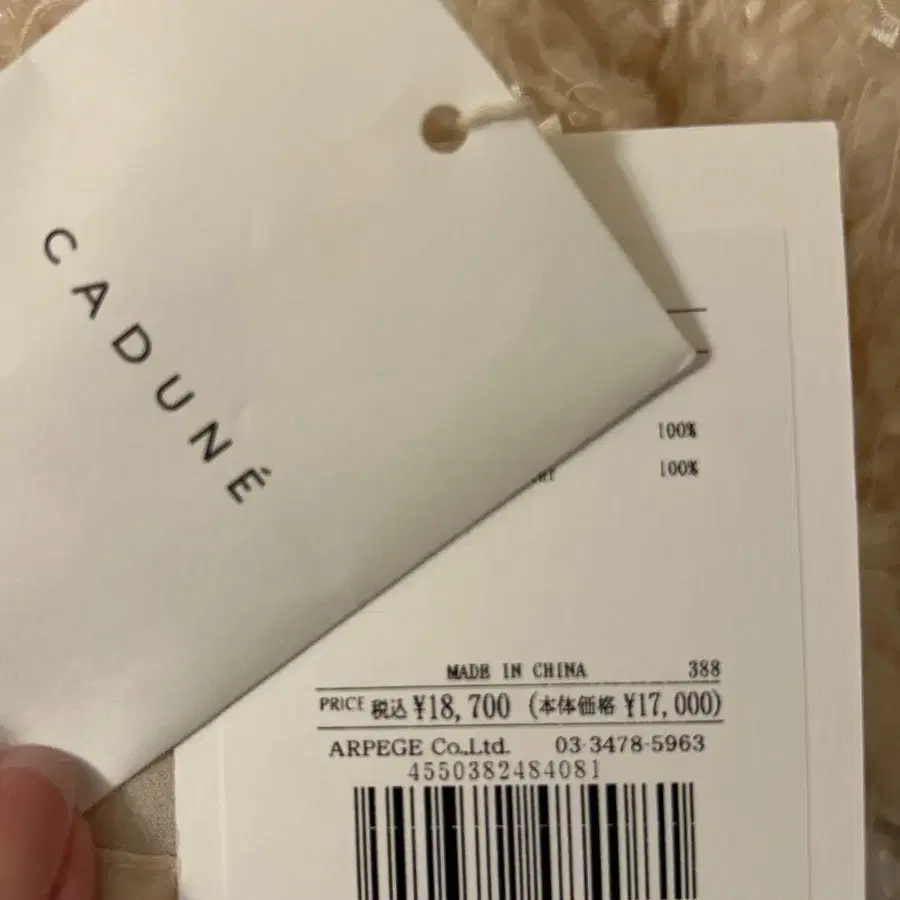 CADUNÉ
100%
100%
MADE IN CHINA 388
PRICE 税込 ¥18,700 (本体価格 ¥17,000)
ARPEGE Co.,Ltd. 03-3478-5963
4550382484081